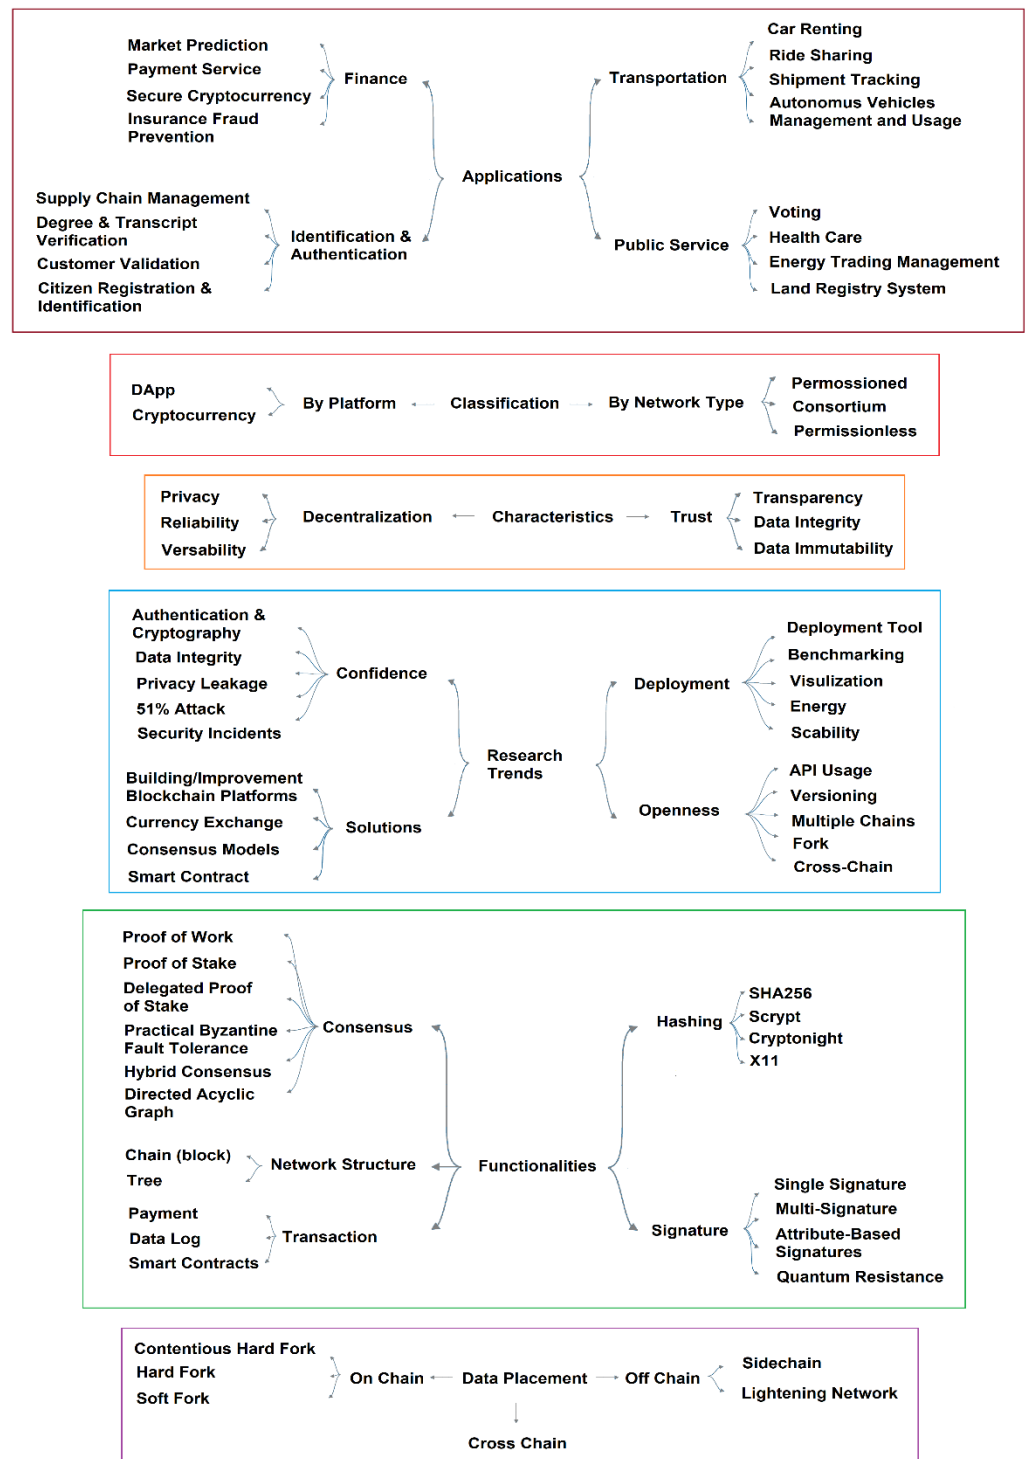 Market Prediction
Payment Service
Secure Cryptocurrency
Insurance Fraud
Prevention
Finance
Supply Chain Management
Degree & Transcript
Verification
Customer Validation
Citizen Registration &
Identification
Identification &
Authentication
Applications
Transportation
Car Renting
Ride Sharing
Shipment Tracking
Autonomus Vehicles
Management and Usage
Public Service
Voting
Health Care
Energy Trading Management
Land Registry System
DApp
Cryptocurrency
By Platform
Classification
By Network Type
Permossioned
Consortium
Permissionless
Privacy
Reliability
Versability
Decentralization
Characteristics
Trust
Transparency
Data Integrity
Data Immutability
Authentication &
Cryptography
Data Integrity
Privacy Leakage
51% Attack
Security Incidents
Confidence
Building/Improvement
Blockchain Platforms
Currency Exchange
Consensus Models
Smart Contract
Solutions
Research
Trends
Deployment
Deployment Tool
Benchmarking
Visulization
Energy
Scability
Openness
API Usage
Versioning
Multiple Chains
Fork
Cross-Chain
Proof of Work
Proof of Stake
Delegated Proof
of Stake
Practical Byzantine
Fault Tolerance
Hybrid Consensus
Directed Acyclic
Graph
Consensus
Chain (block)
Tree
Network Structure
Payment
Data Log
Smart Contracts
Transaction
Functionalities
Hashing
SHA256
Scrypt
Cryptonight
X11
Signature
Single Signature
Multi-Signature
Attribute-Based
Signatures
Quantum Resistance
Contentious Hard Fork
Hard Fork
Soft Fork
On Chain
Data Placement
Off Chain
Sidechain
Lightening Network
Cross Chain